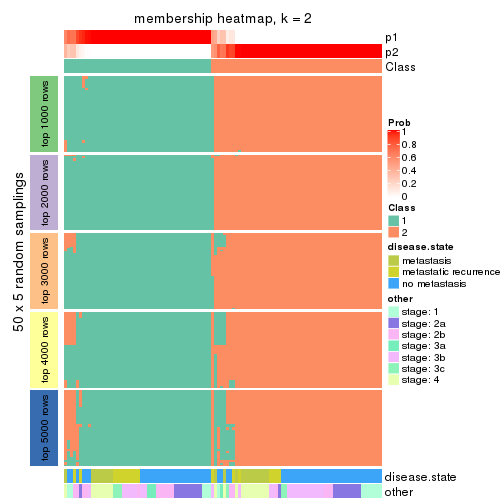 membership heatmap, k = 2
p1
p2
Class
50 x 5 random samplings
top 1000 rows
top 2000 rows
top 3000 rows
top 4000 rows
top 5000 rows
disease.state
other
Prob
1
0.8
0.6
0.4
0.2
0
Class
1
2
disease.state
metastasis
metastatic recurrence
no metastasis
other
stage: 1
stage: 2a
stage: 2b
stage: 3a
stage: 3b
stage: 3c
stage: 4